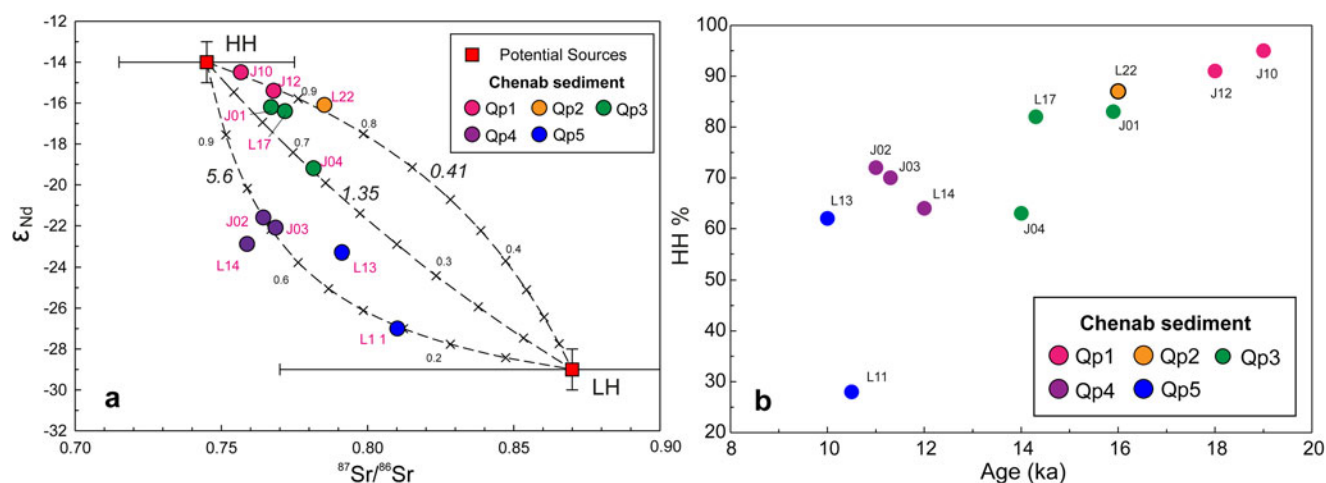 -12
-14
-16
-18
-20
-22
-24
-26
-28
-30
-32
εNd
0.70
0.75
0.80
0.85
0.90
87Sr/86Sr
HH
LH
J10
J12
L22
J01
L17
J04
J02
J03
L14
L13
L1 1
0.9
0.8
0.7
0.9
5.6
1.35
0.41
0.6
0.3
0.4
0.2
Potential Sources
Chenab sediment
Qp1 Qp2 Qp3
Qp4 Qp5
a
100
90
80
70
60
50
40
30
20
HH %
8 10 12 14 16 18 20
Age (ka)
J10
J12
L22
J01
L17
J02
J03
L14
J04
L13
L11
Chenab sediment
Qp1 Qp2 Qp3
Qp4 Qp5
b